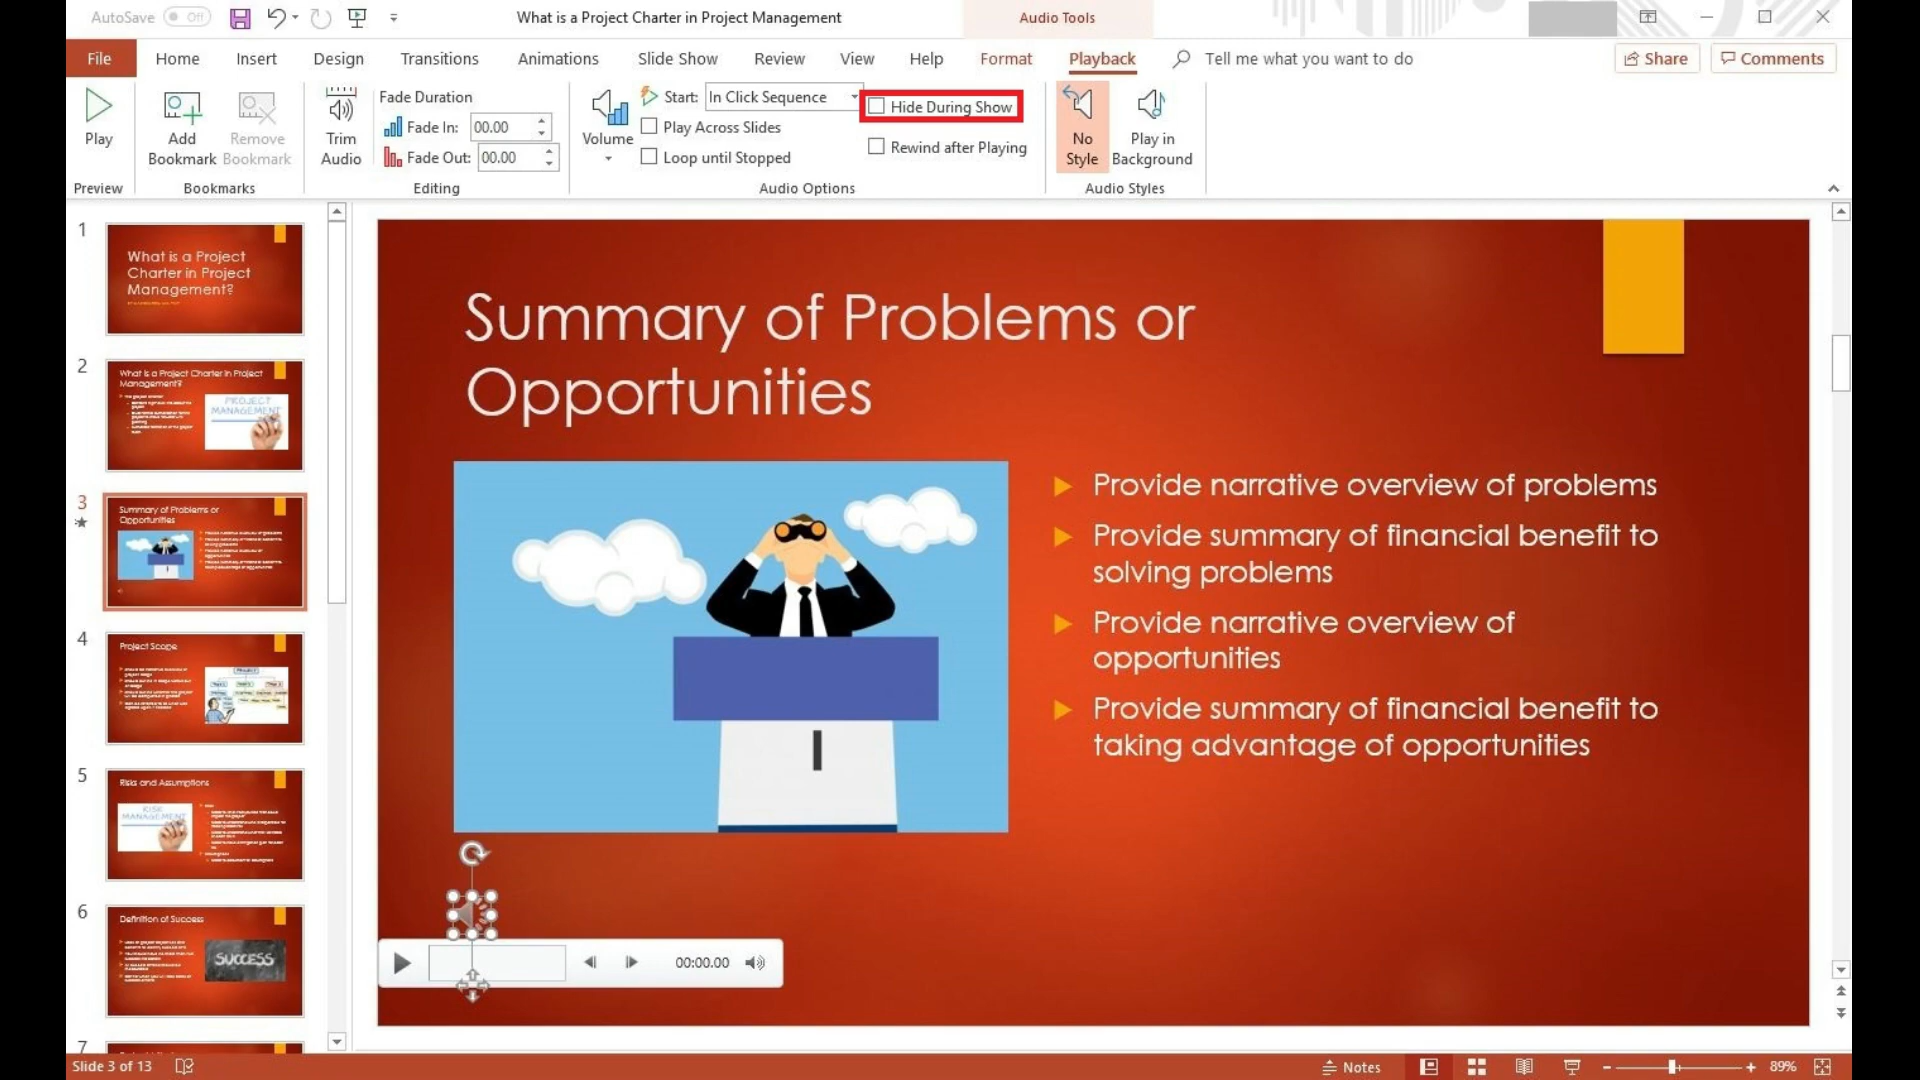 AutoSave Off What is a Project Charter in Project Management Audio Tools
File Home Insert Design Transitions Animations Slide Show Review View Help Format Playback Tell me what you want to do Share Comments
Play
Preview
Add
Bookmark
Remove
Bookmark
Bookmarks
Trim
Audio
Fade Duration
Fade In: 00.00
Fade Out: 00.00
Editing
Volume
Start: In Click Sequence
Play Across Slides
Loop until Stopped
Hide During Show
Rewind after Playing
Audio Options
No
Style
Play in
Background
Audio Styles
1
What is a Project
Charter in Project
Management?
2
What is a Project Charter in Project
Management?
PROJECT
MANAGEMENT
3
Summary of Problems or
Opportunities
4
Project Scope
5
Risks and Assumptions
RISK
MANAGEMENT
6
Definition of Success
SUCCESS
7
Summary of Problems or
Opportunities
Provide narrative overview of problems
Provide summary of financial benefit to
solving problems
Provide narrative overview of
opportunities
Provide summary of financial benefit to
taking advantage of opportunities
00:00.00
Slide 3 of 13 Notes 89%